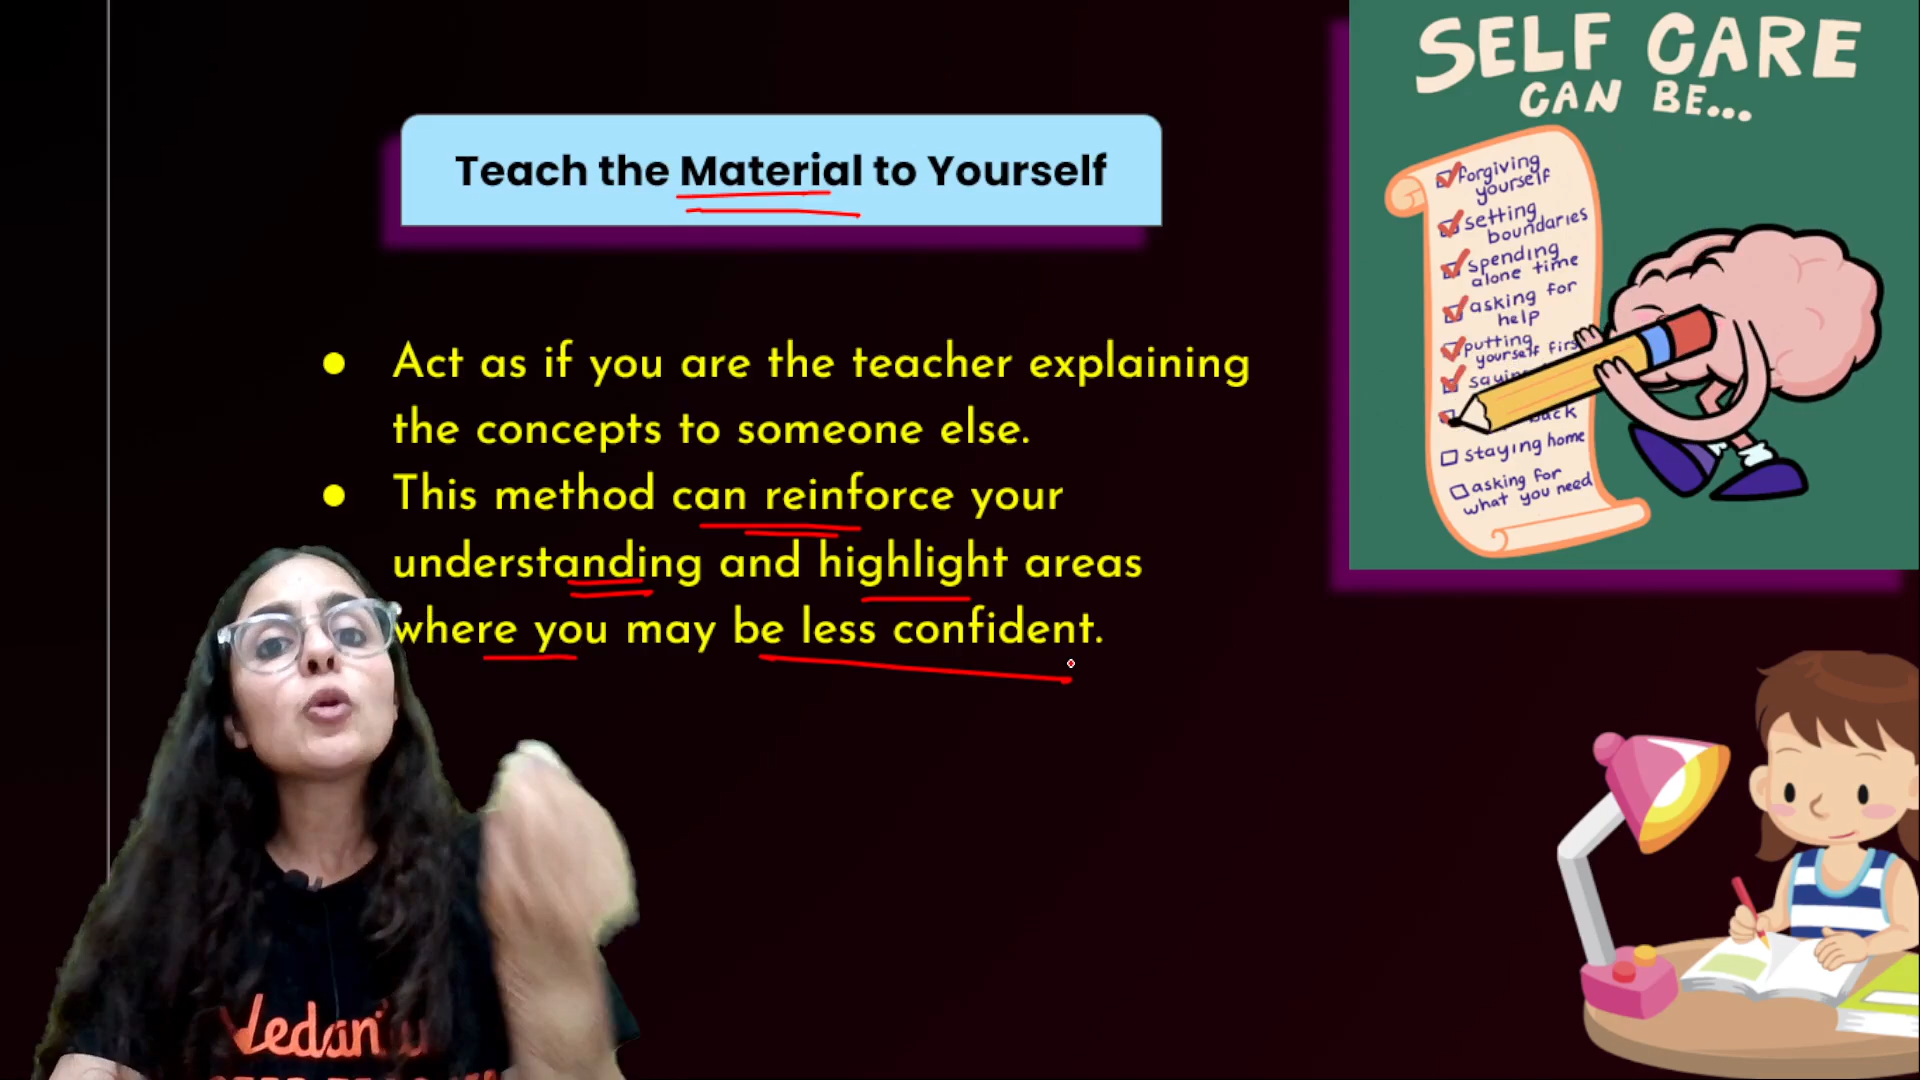 Teach the Material to Yourself
Act as if you are the teacher explaining
the concepts to someone else.
This method can reinforce your
understanding and highlight areas
where you may be less confident.
SELF CARE
CAN BE...
forgiving
yourself
setting
boundaries
spending
alone time
asking for
help
putting
yourself first
staying home
asking for
what you need